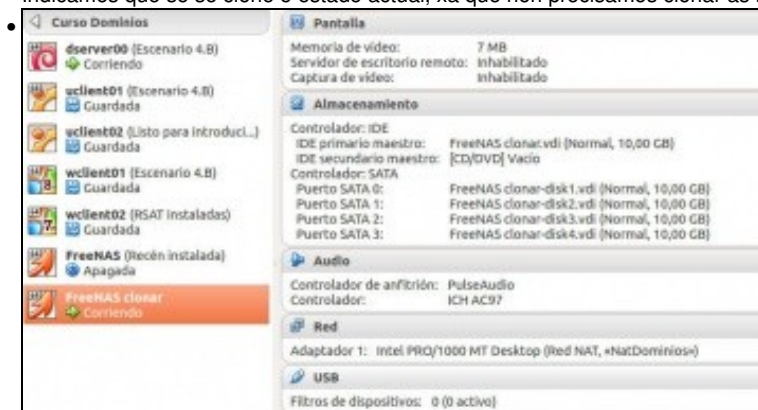 Curso Dominios
dserver00 (Escenario 4.B)
Corriendo
uclient01 (Escenario 4.B)
Guardada
uclient02 (Listo para introduci...)
Guardada
wclient01 (Escenario 4.B)
Guardada
wclient02 (RSAT instaladas)
Guardada
FreeNAS (Recén instalada)
Apagada
FreeNAS clonar
Corriendo
Pantalla
Memoria de vídeo: 7 MB
Servidor de escritorio remoto: Inhabilitado
Captura de vídeo: Inhabilitado
Almacenamiento
Controlador: IDE
IDE primario maestro: FreeNAS clonar.vdi (Normal, 10,00 GB)
IDE secundario maestro: [CD/DVD] Vacío
Controlador: SATA
Puerto SATA 0: FreeNAS clonar-disk1.vdi (Normal, 10,00 GB)
Puerto SATA 1: FreeNAS clonar-disk2.vdi (Normal, 10,00 GB)
Puerto SATA 2: FreeNAS clonar-disk3.vdi (Normal, 10,00 GB)
Puerto SATA 3: FreeNAS clonar-disk4.vdi (Normal, 10,00 GB)
Audio
Controlador de anfitrión: PulseAudio
Controlador: ICH AC97
Red
Adaptador 1: Intel PRO/1000 MT Desktop (Red NAT, «NatDominios»)
USB
Filtros de dispositivos: 0 (0 activo)